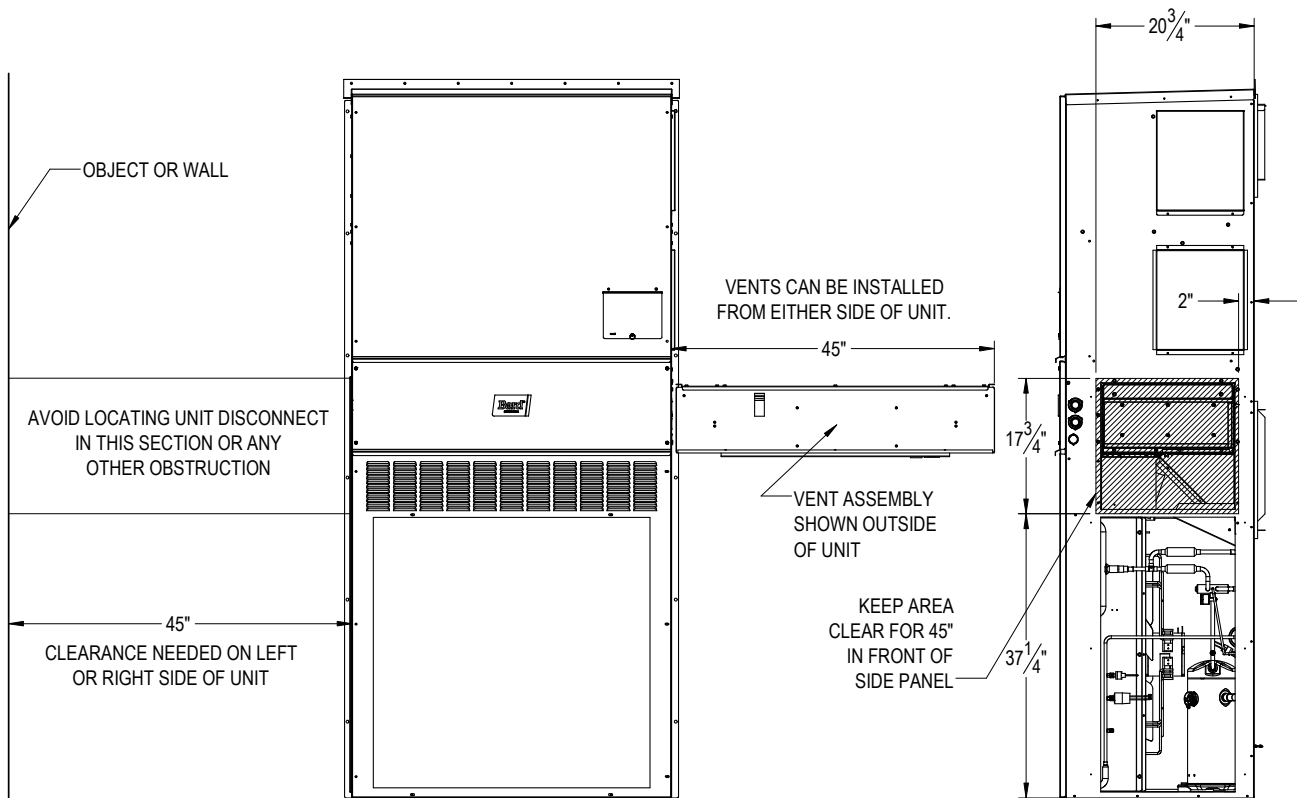 20 3/4"
OBJECT OR WALL
VENTS CAN BE INSTALLED
FROM EITHER SIDE OF UNIT.
2"
45"
AVOID LOCATING UNIT DISCONNECT
IN THIS SECTION OR ANY
OTHER OBSTRUCTION
Bard
17 3/4"
VENT ASSEMBLY
SHOWN OUTSIDE
OF UNIT
KEEP AREA
CLEAR FOR 45"
IN FRONT OF
SIDE PANEL
37 1/4"
45"
CLEARANCE NEEDED ON LEFT
OR RIGHT SIDE OF UNIT